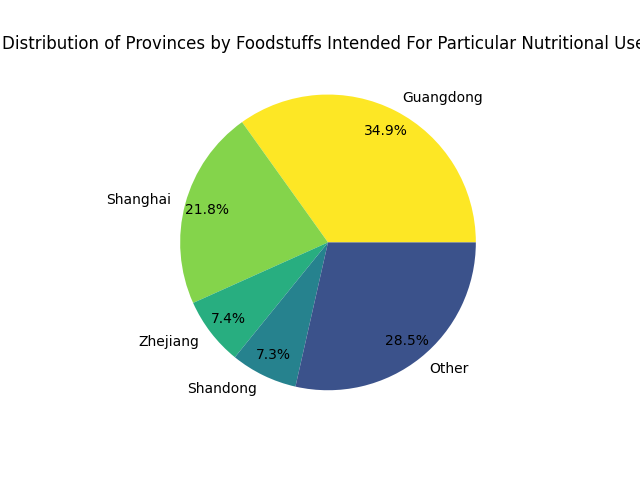 Distribution of Provinces by Foodstuffs Intended For Particular Nutritional Use
Guangdong
34.9%
Shanghai
21.8%
Zhejiang
7.4%
Shandong
7.3%
Other
28.5%